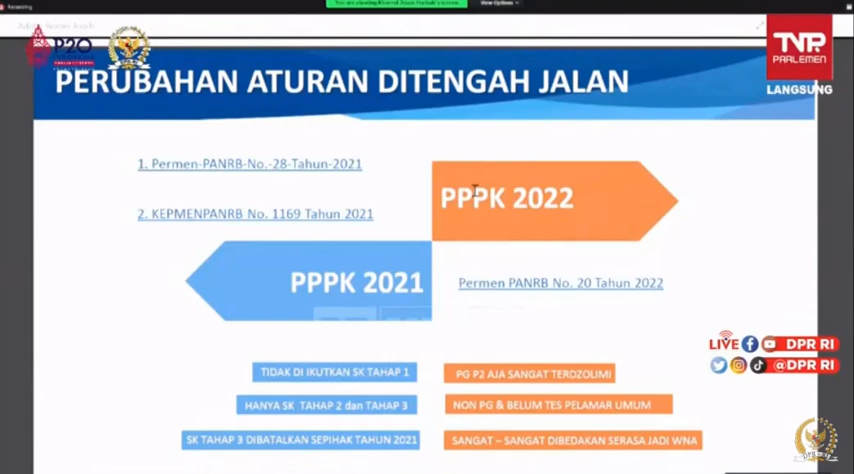 Recording
View Options
P20
TVR
PARLEMEN
LANGSUNG
PERUBAHAN ATURAN DITENGAH JALAN
1. Permen-PANRB-No.-28-Tahun-2021
2. KEPMENPANRB No. 1169 Tahun 2021
PPPK 2022
PPPK 2021
Permen PANRB No. 20 Tahun 2022
LIVE DPR RI
@DPR RI
TIDAK DI IKUTKAN SK TAHAP 1
HANYA SK TAHAP 2 dan TAHAP 3
SK TAHAP 3 DIBATALKAN SEPIHAK TAHUN 2021
PG P2 AJA SANGAT TERDZOLIMI
NON PG & BELUM TES PELAMAR UMUM
SANGAT – SANGAT DIBEDAKAN SERASA JADI WNA